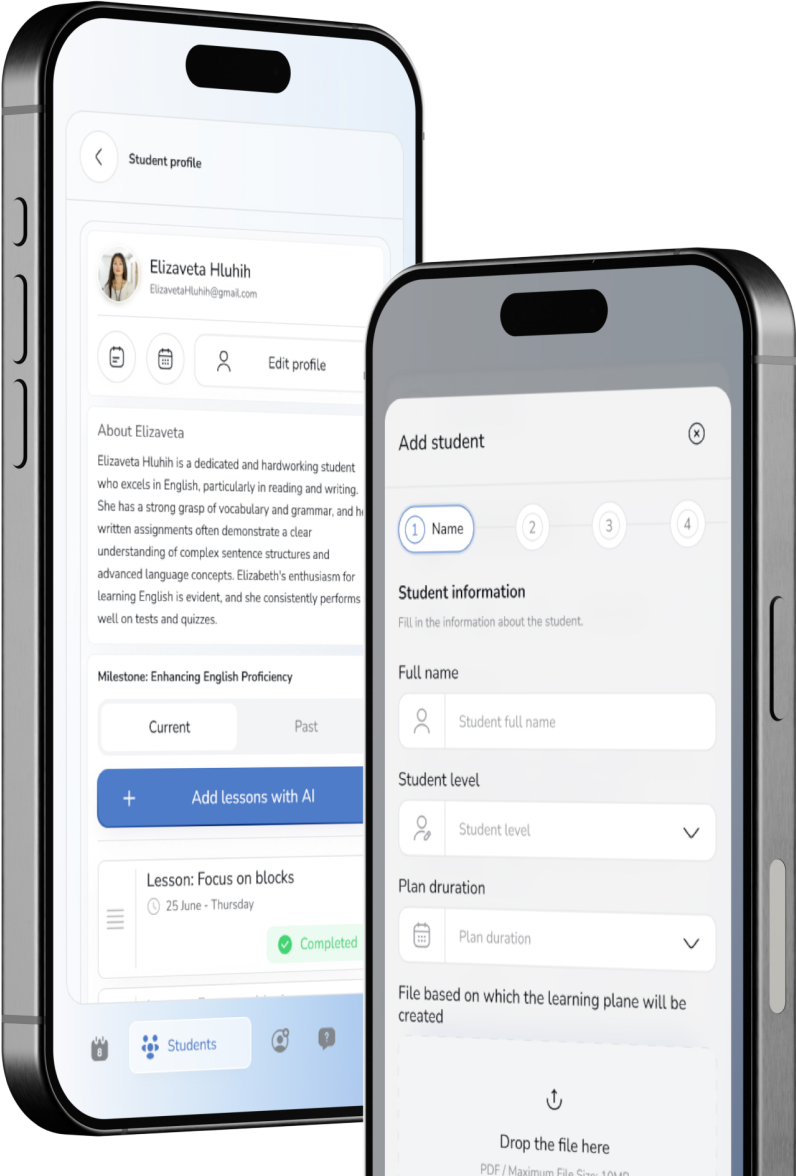 Student profile
Elizaveta Hluhih
ElizavetaHluhih@gmail.com
Edit profile
About Elizaveta
Elizaveta Hluhih is a dedicated and hardworking student
who excels in English, particularly in reading and writing.
She has a strong grasp of vocabulary and grammar, and he
written assignments often demonstrate a clear
understanding of complex sentence structures and
advanced language concepts. Elizabeth's enthusiasm for
learning English is evident, and she consistently performs
well on tests and quizzes.
Milestone: Enhancing English Proficiency
Current
Past
+ Add lessons with AI
Lesson: Focus on blocks
25 June - Thursday
Completed
8
Students
?
Add student
1 Name
2
3
4
Student information
Fill in the information about the student.
Full name
Student full name
Student level
Student level
Plan druration
Plan duration
File based on which the learning plane will be
created
Drop the file here
PDF / Maximum File Size: 10MB